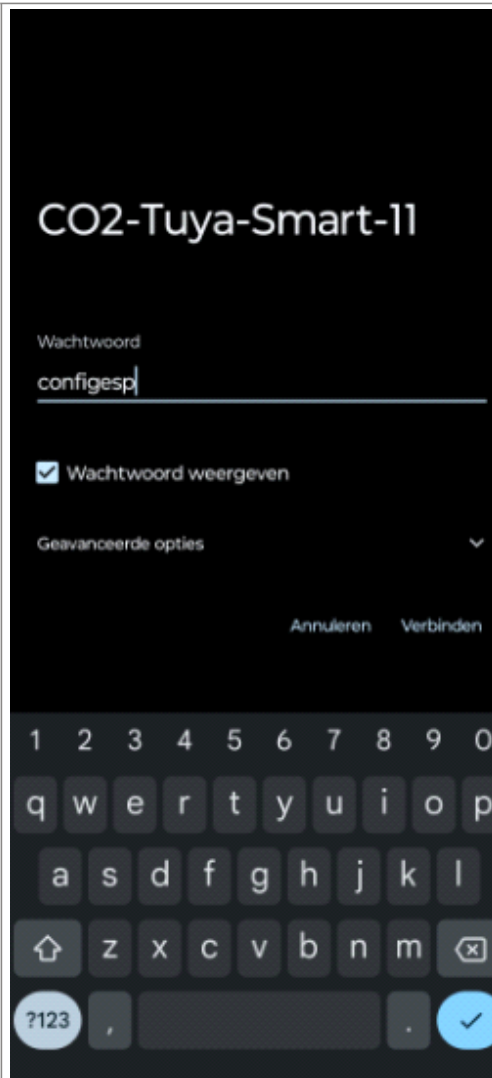 CO2-Tuya-Smart-11
Wachtwoord
configesp
Wachtwoord weergeven
Geavanceerde opties
Annuleren Verbinden
1 2 3 4 5 6 7 8 9 0
q w e r t y u i o p
a s d f g h j k l
z x c v b n m
?123 , .